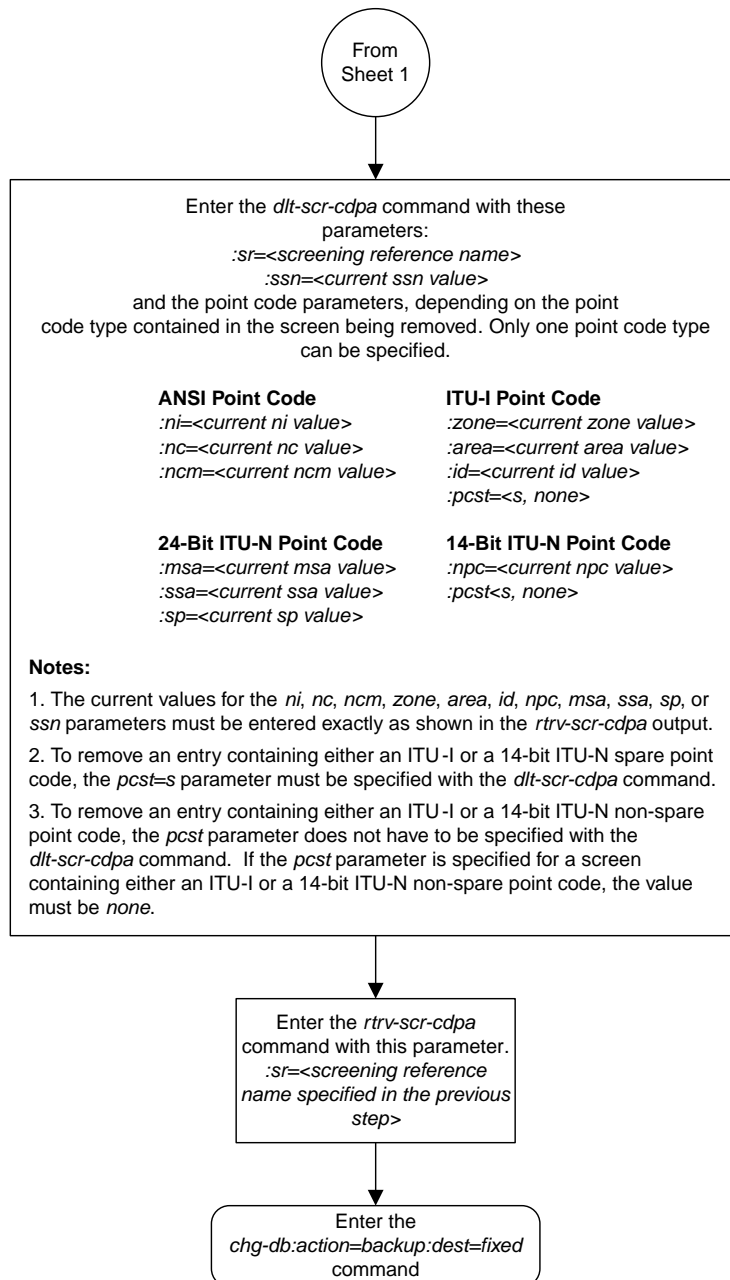 From
Sheet 1
Enter the dlt-scr-cdpa command with these
parameters:
:sr=<screening reference name>
:ssn=<current ssn value>
and the point code parameters, depending on the point
code type contained in the screen being removed. Only one point code type
can be specified.
ANSI Point Code
:ni=<current ni value>
:nc=<current nc value>
:ncm=<current ncm value>
ITU-I Point Code
:zone=<current zone value>
:area=<current area value>
:id=<current id value>
:pcst=<s, none>
24-Bit ITU-N Point Code
:msa=<current msa value>
:ssa=<current ssa value>
:sp=<current sp value>
14-Bit ITU-N Point Code
:npc=<current npc value>
:pcst<s, none>
Notes:
1. The current values for the ni, nc, ncm, zone, area, id, npc, msa, ssa, sp, or
ssn parameters must be entered exactly as shown in the rtrv-scr-cdpa output.
2. To remove an entry containing either an ITU-I or a 14-bit ITU-N spare point
code, the pcst=s parameter must be specified with the dlt-scr-cdpa command.
3. To remove an entry containing either an ITU-I or a 14-bit ITU-N non-spare
point code, the pcst parameter does not have to be specified with the
dlt-scr-cdpa command. If the pcst parameter is specified for a screen
containing either an ITU-I or a 14-bit ITU-N non-spare point code, the value
must be none.
Enter the rtrv-scr-cdpa
command with this parameter.
:sr=<screening reference
name specified in the previous
step>
Enter the
chg-db:action=backup:dest=fixed
command